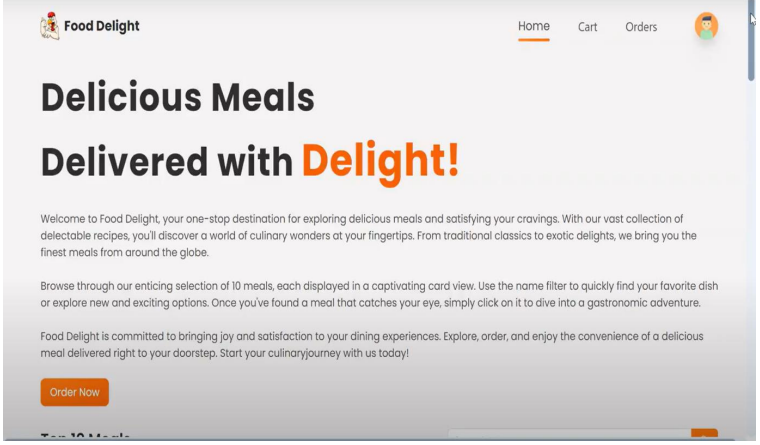 Food Delight
Home Cart Orders
Delicious Meals
Delivered with Delight!
Welcome to Food Delight, your one-stop destination for exploring delicious meals and satisfying your cravings. With our vast collection of
delectable recipes, you'll discover a world of culinary wonders at your fingertips. From traditional classics to exotic delights, we bring you the
finest meals from around the globe.
Browse through our enticing selection of 10 meals, each displayed in a captivating card view. Use the name filter to quickly find your favorite dish
or explore new and exciting options. Once you've found a meal that catches your eye, simply click on it to dive into a gastronomic adventure.
Food Delight is committed to bringing joy and satisfaction to your dining experiences. Explore, order, and enjoy the convenience of a delicious
meal delivered right to your doorstep. Start your culinaryjourney with us today!
Order Now
Top 10 Meals